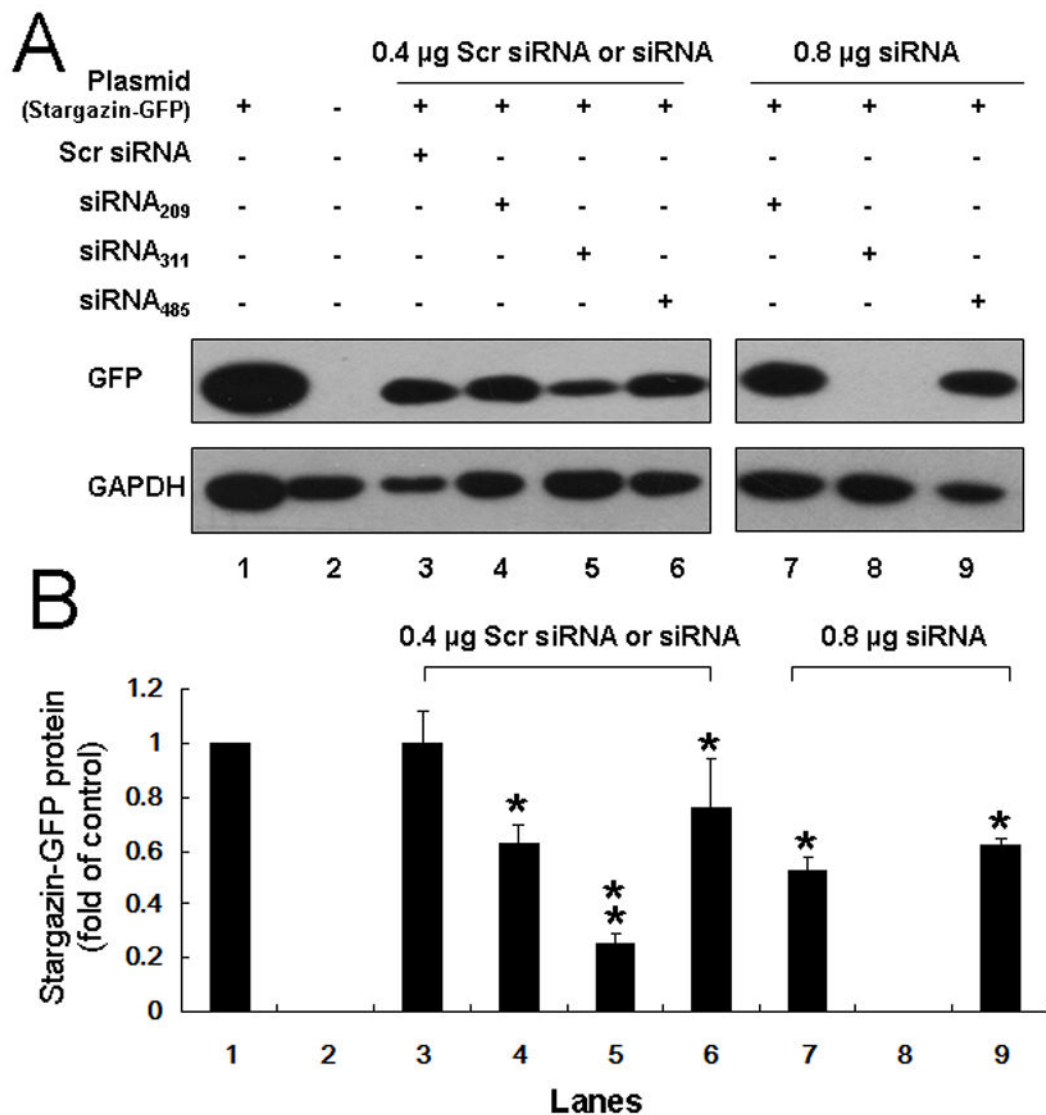 A
0.4 µg Scr siRNA or siRNA 0.8 µg siRNA
Plasmid
(Stargazin-GFP) + - + + + + + + +
Scr siRNA - - + - - - - - -
siRNA209 - - - + - - + - -
siRNA311 - - - - + - - + -
siRNA485 - - - - - + - - +
GFP
GAPDH
1 2 3 4 5 6 7 8 9
B
0.4 µg Scr siRNA or siRNA 0.8 µg siRNA
Stargazin-GFP protein
(fold of control)
1.2
1
0.8
0.6
0.4
0.2
0
* * * * * *
1 2 3 4 5 6 7 8 9
Lanes